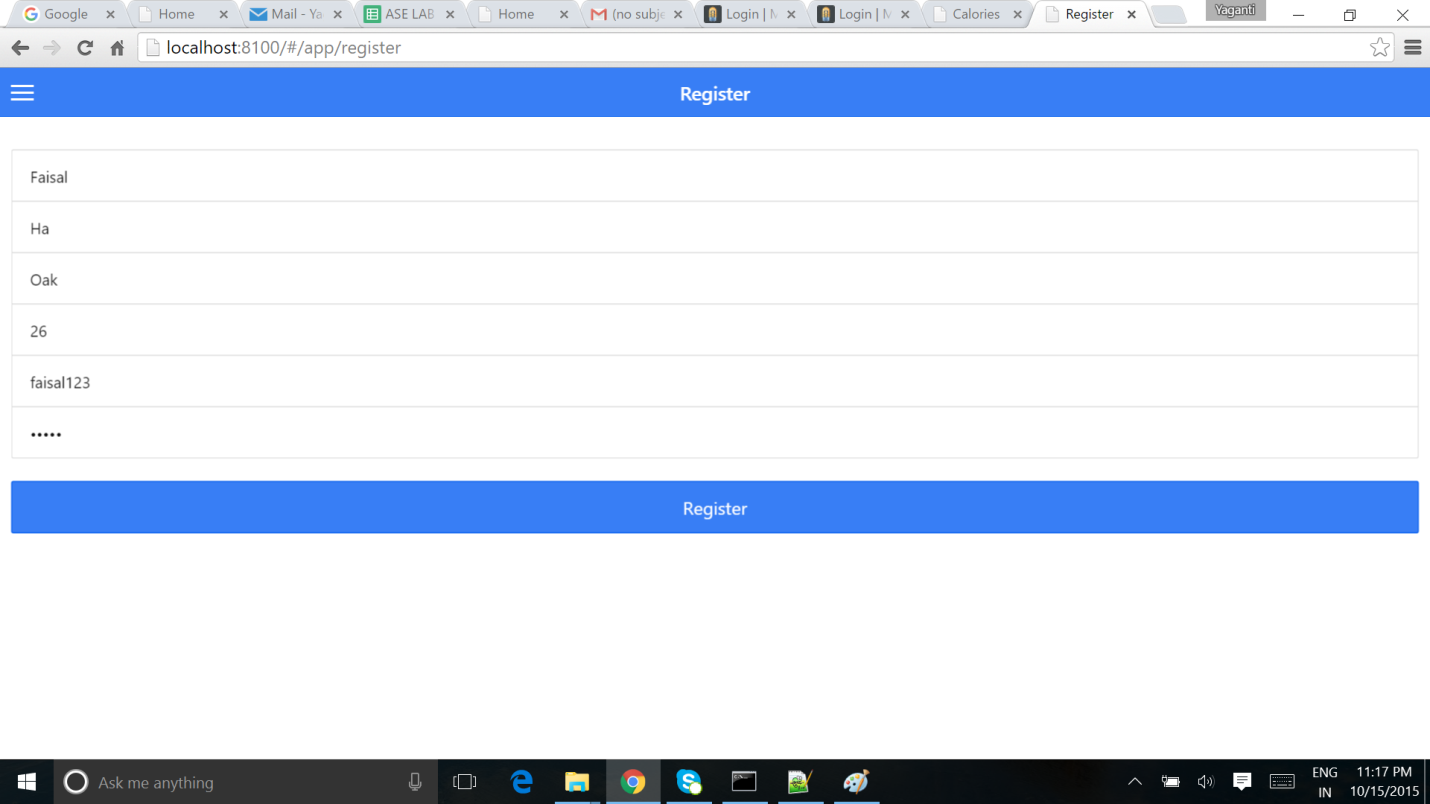 Google Home Mail - Ya ASE LAB Home (no subje Login | M Login | M Calories Register Yaganti
localhost:8100/#/app/register
Register
Faisal
Ha
Oak
26
faisal123
•••••
Register
Ask me anything
ENG 11:17 PM
IN 10/15/2015